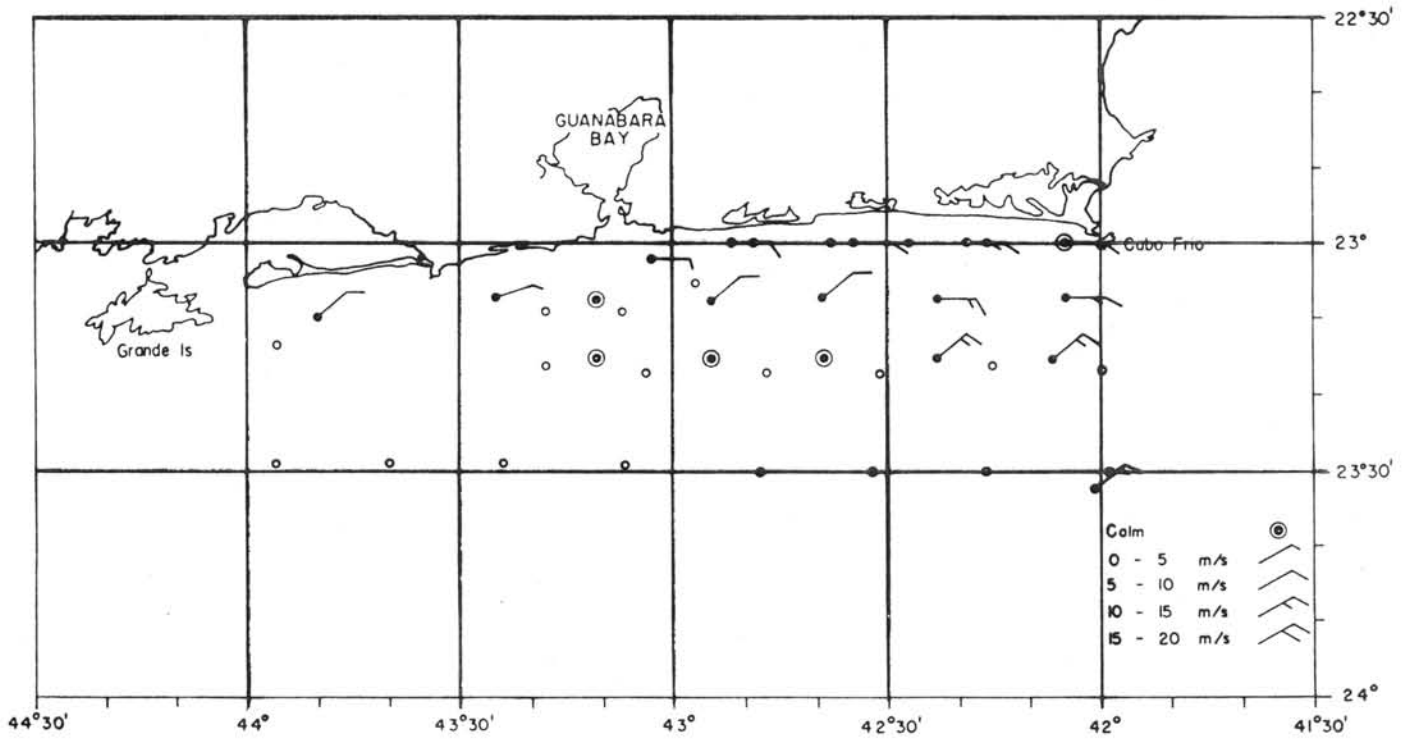 22°30'
GUANABARA
BAY
23°
Cabo Frio
Grande Is
23°30'
Calm
0 - 5 m/s
5 - 10 m/s
10 - 15 m/s
15 - 20 m/s
24°
44°30' 44° 43°30' 43° 42°30' 42° 41°30'